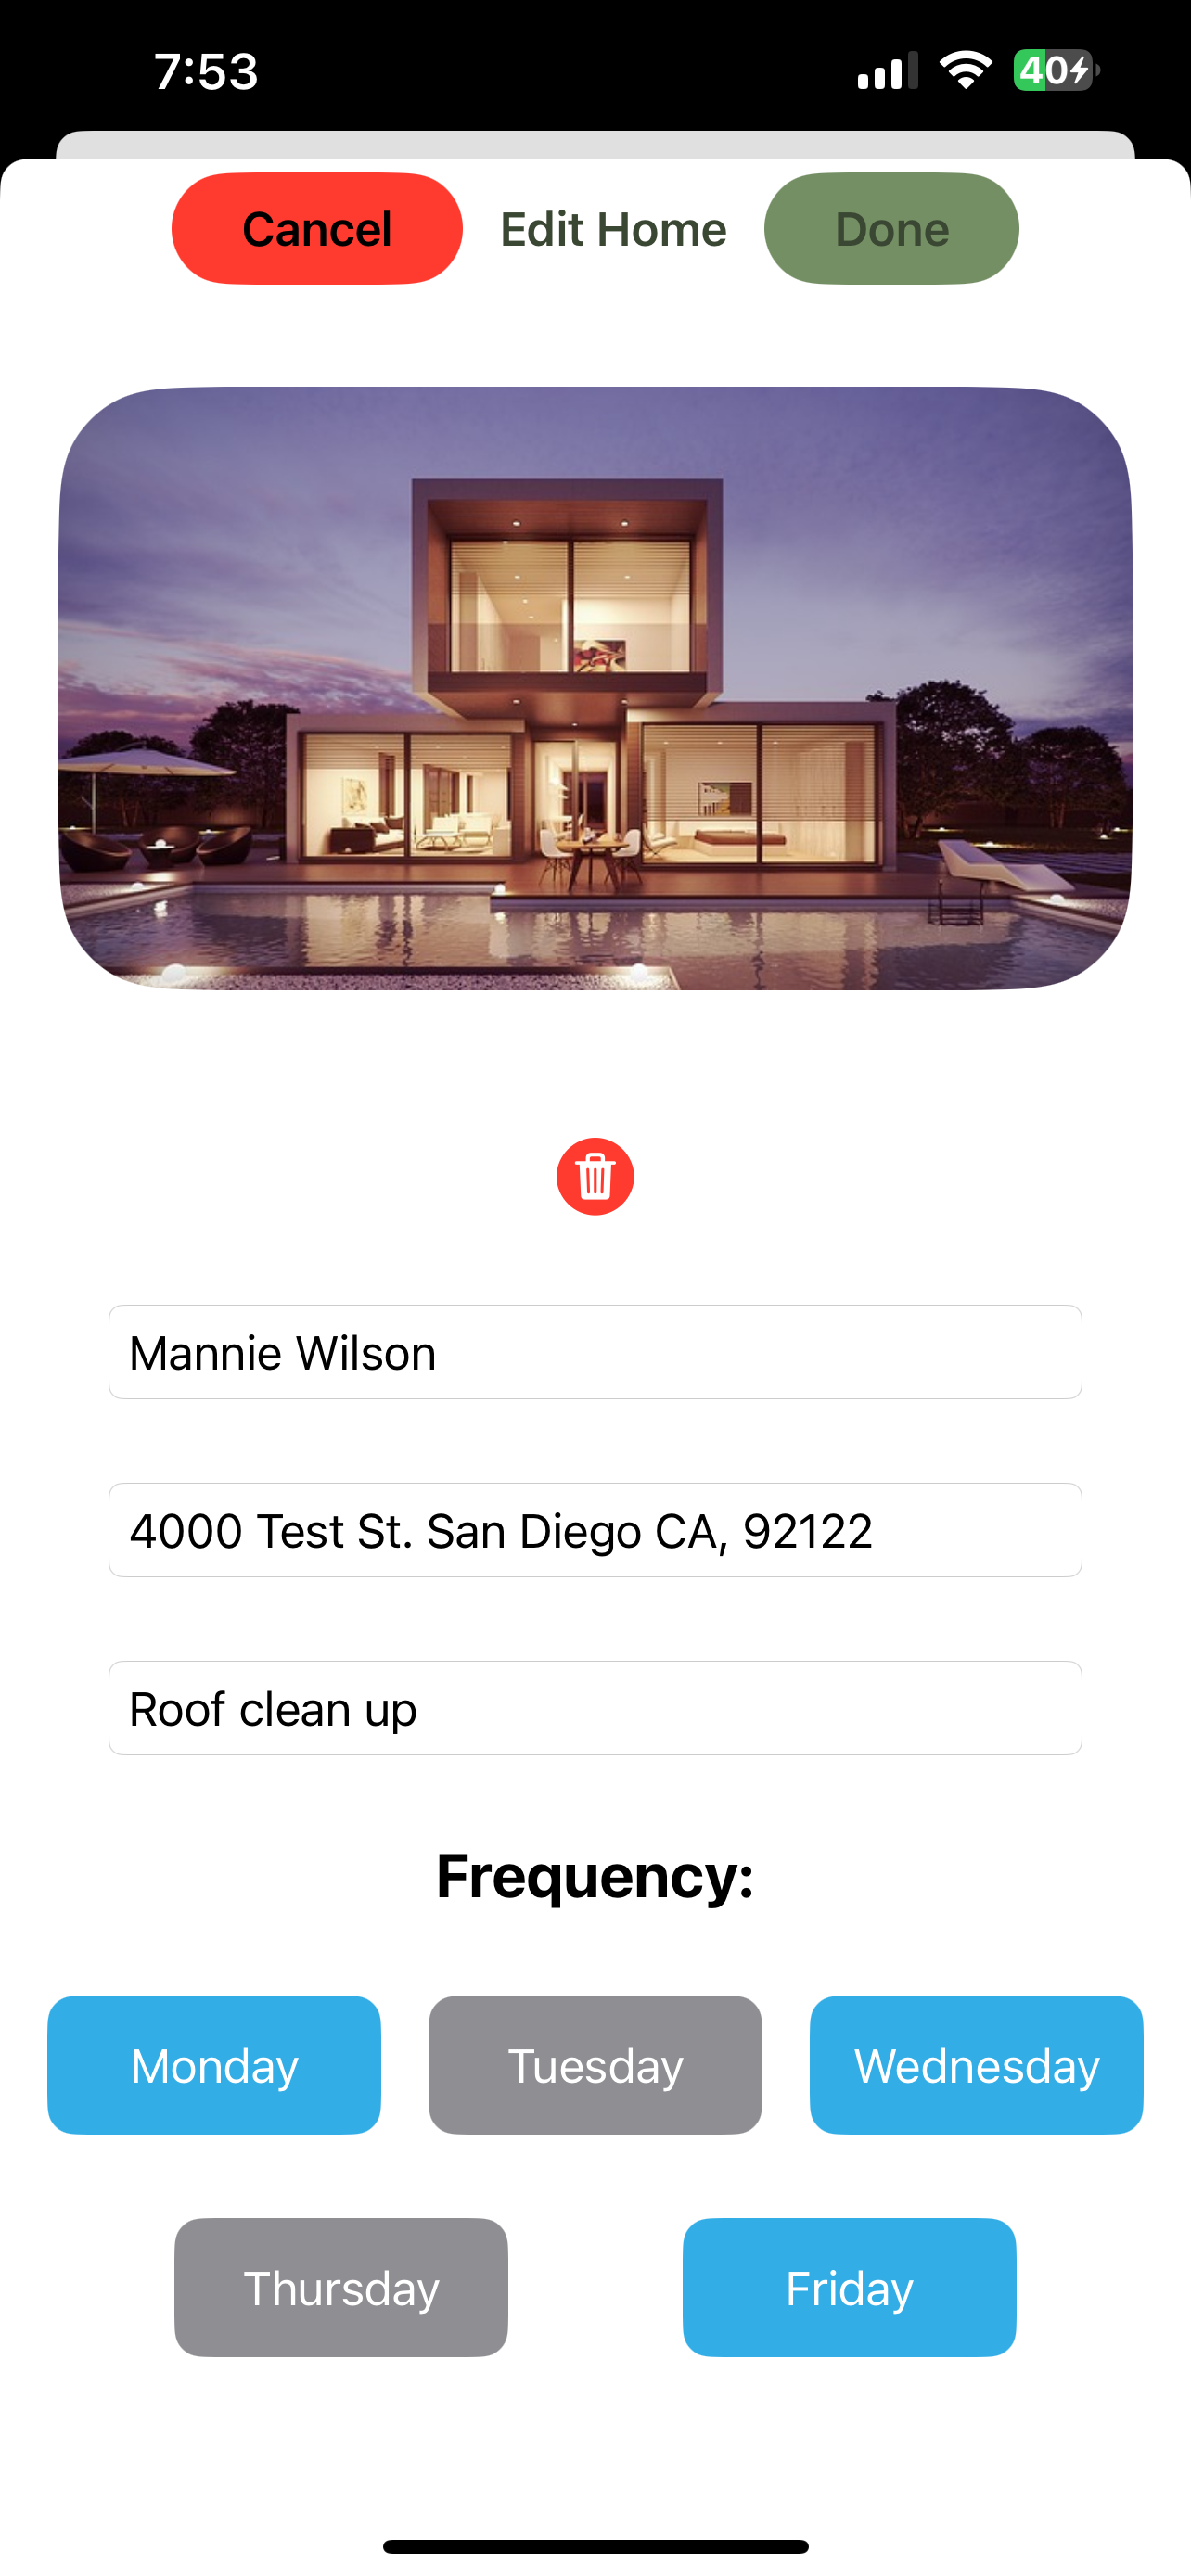 7:53
40
Cancel Edit Home Done
Mannie Wilson
4000 Test St. San Diego CA, 92122
Roof clean up
Frequency:
Monday Tuesday Wednesday
Thursday Friday